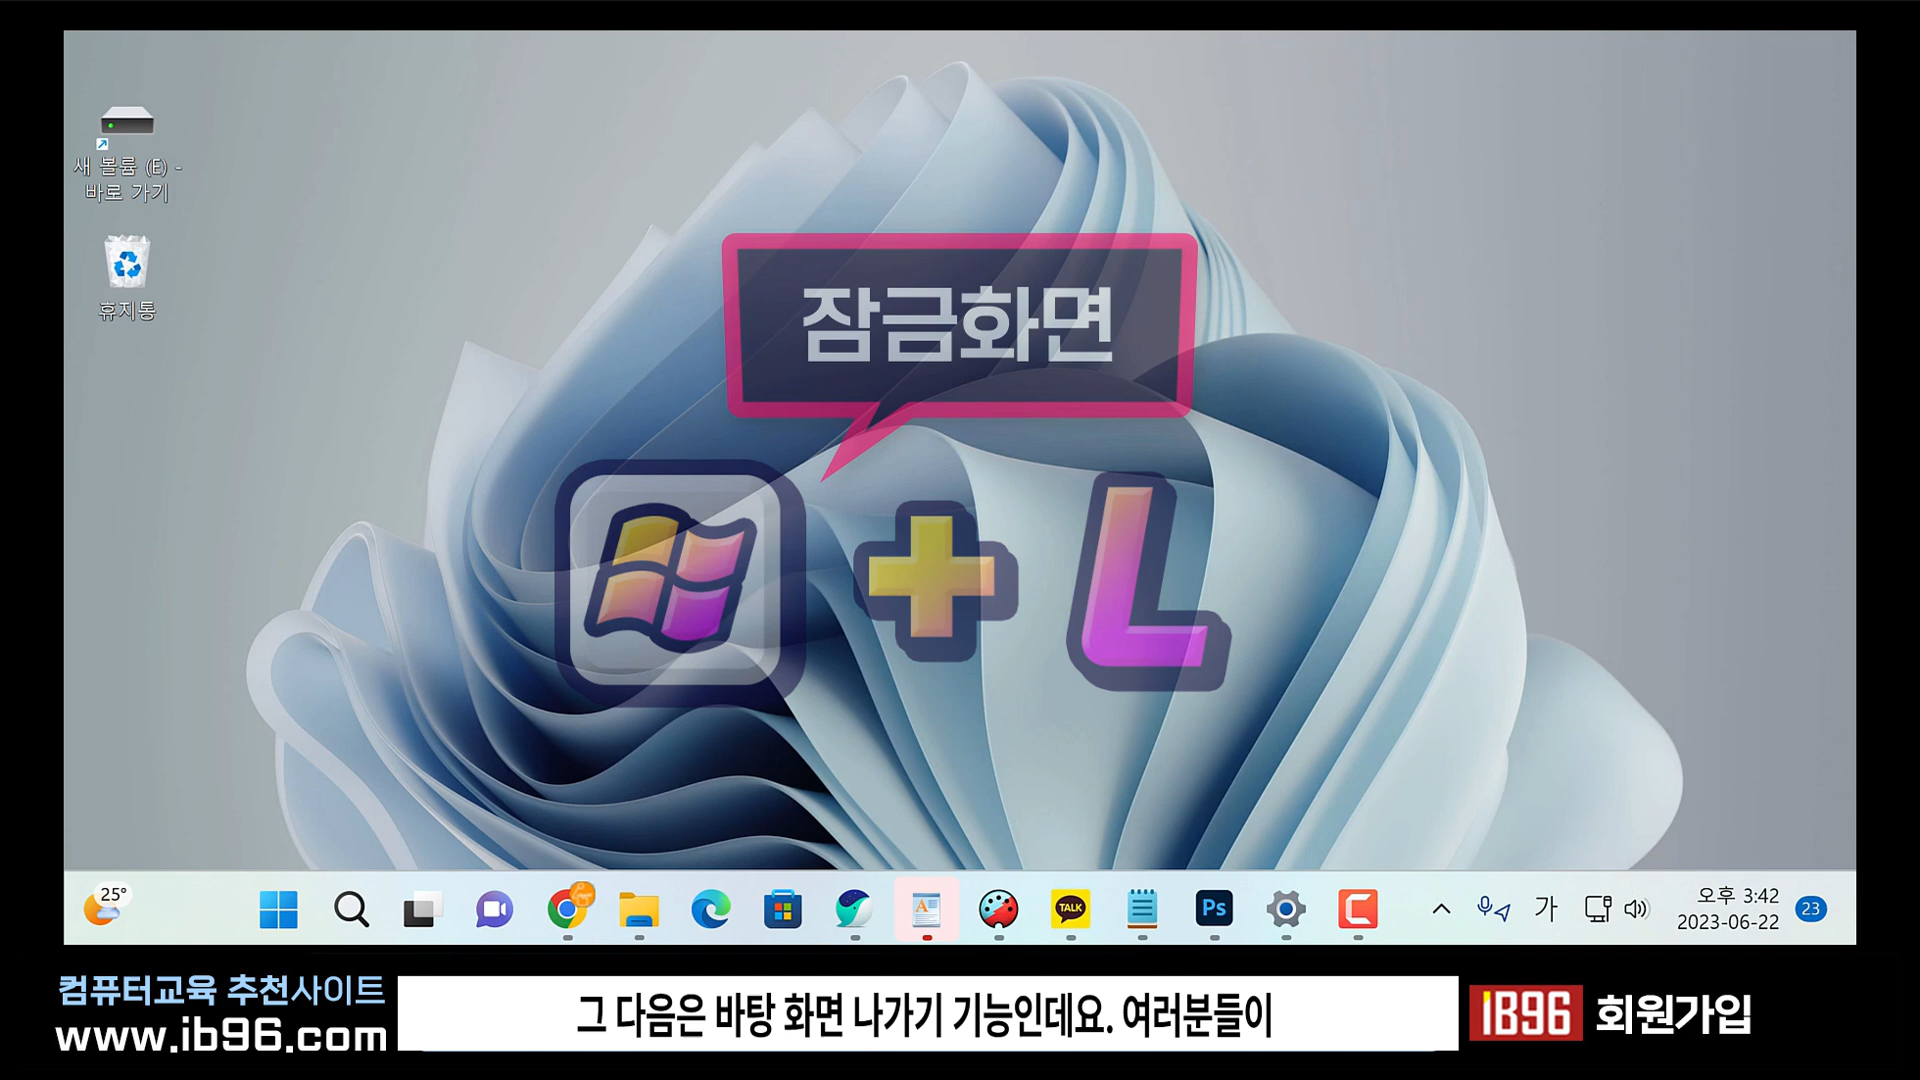 새 볼륨 (E) -
바로 가기
휴지통
잠금화면
+ L
25°
TALK
Ps
가
오후 3:42
2023-06-22
23
컴퓨터교육 추천사이트
www.ib96.com
그 다음은 바탕 화면 나가기 기능인데요. 여러분들이
IB96 회원가입